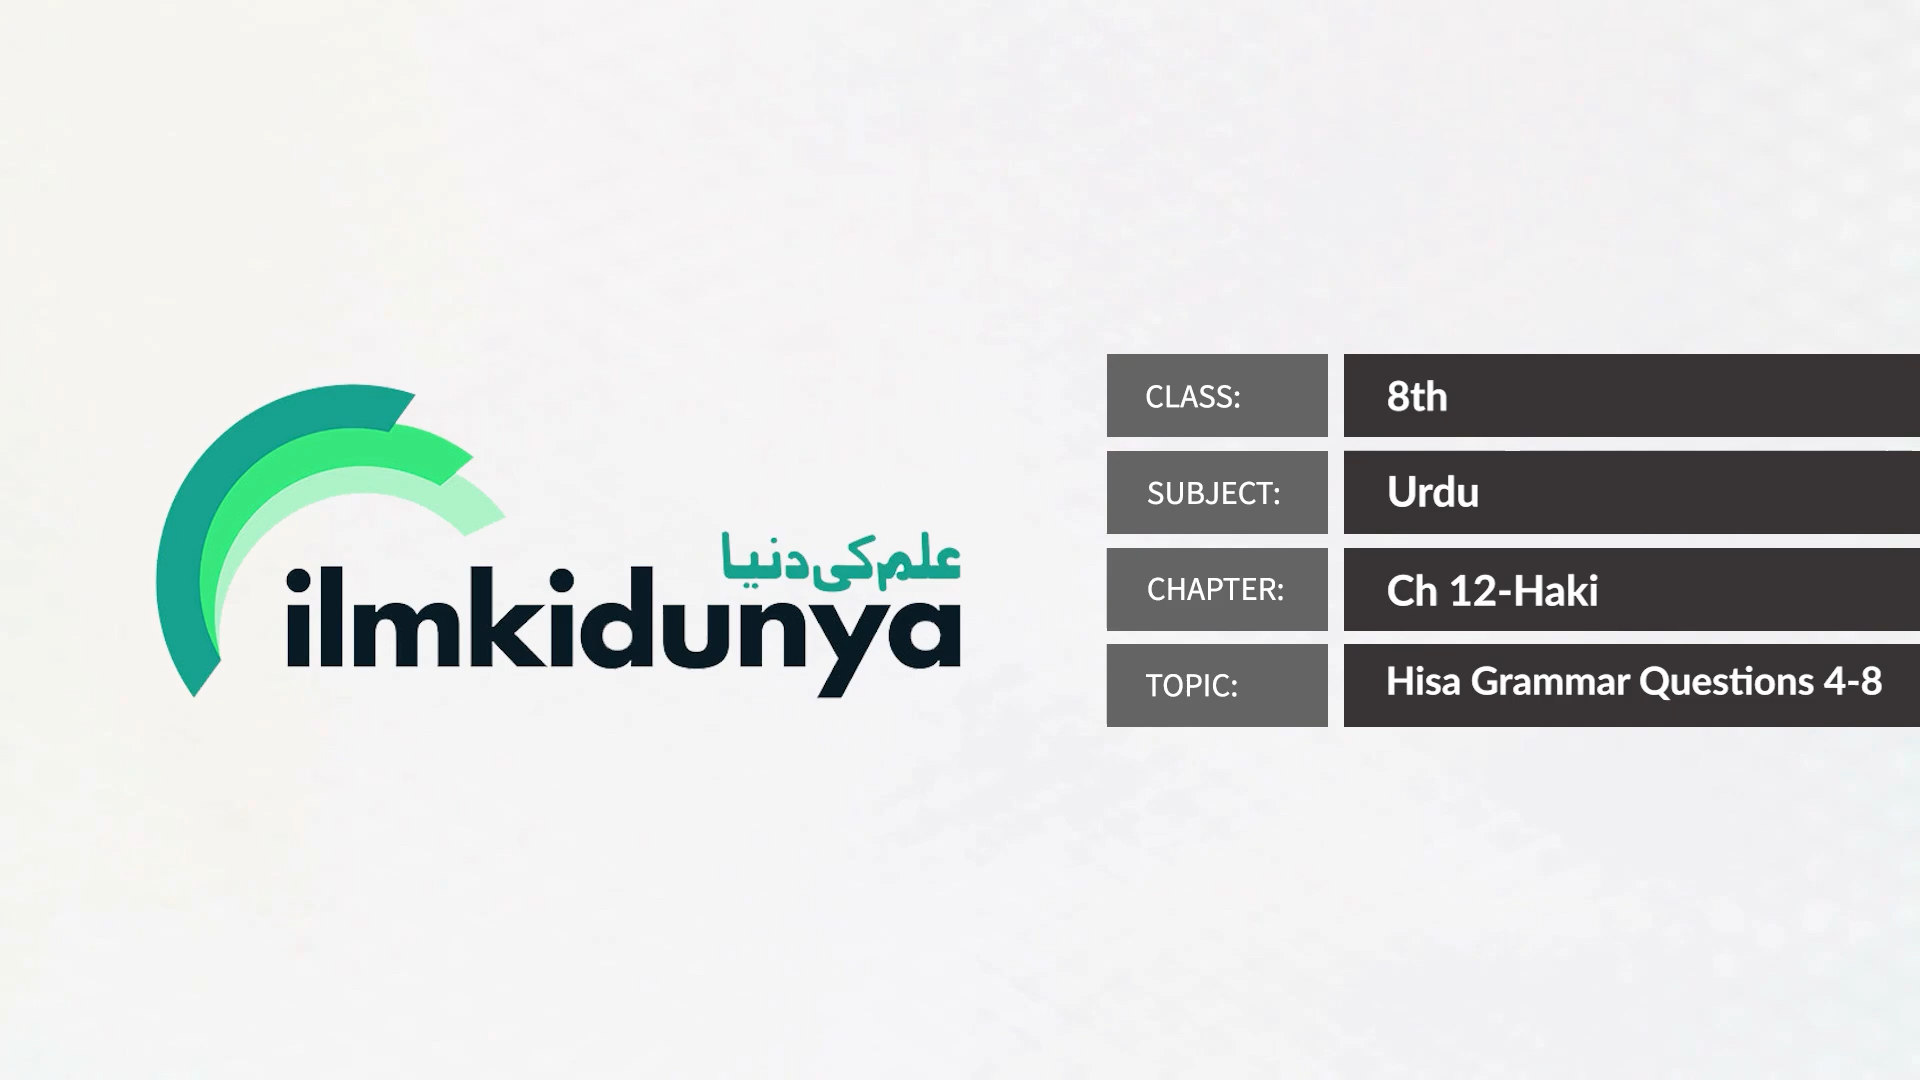 علم کی دنیا
ilmkidunya
CLASS: 8th
SUBJECT: Urdu
CHAPTER: Ch 12-Haki
TOPIC: Hisa Grammar Questions 4-8